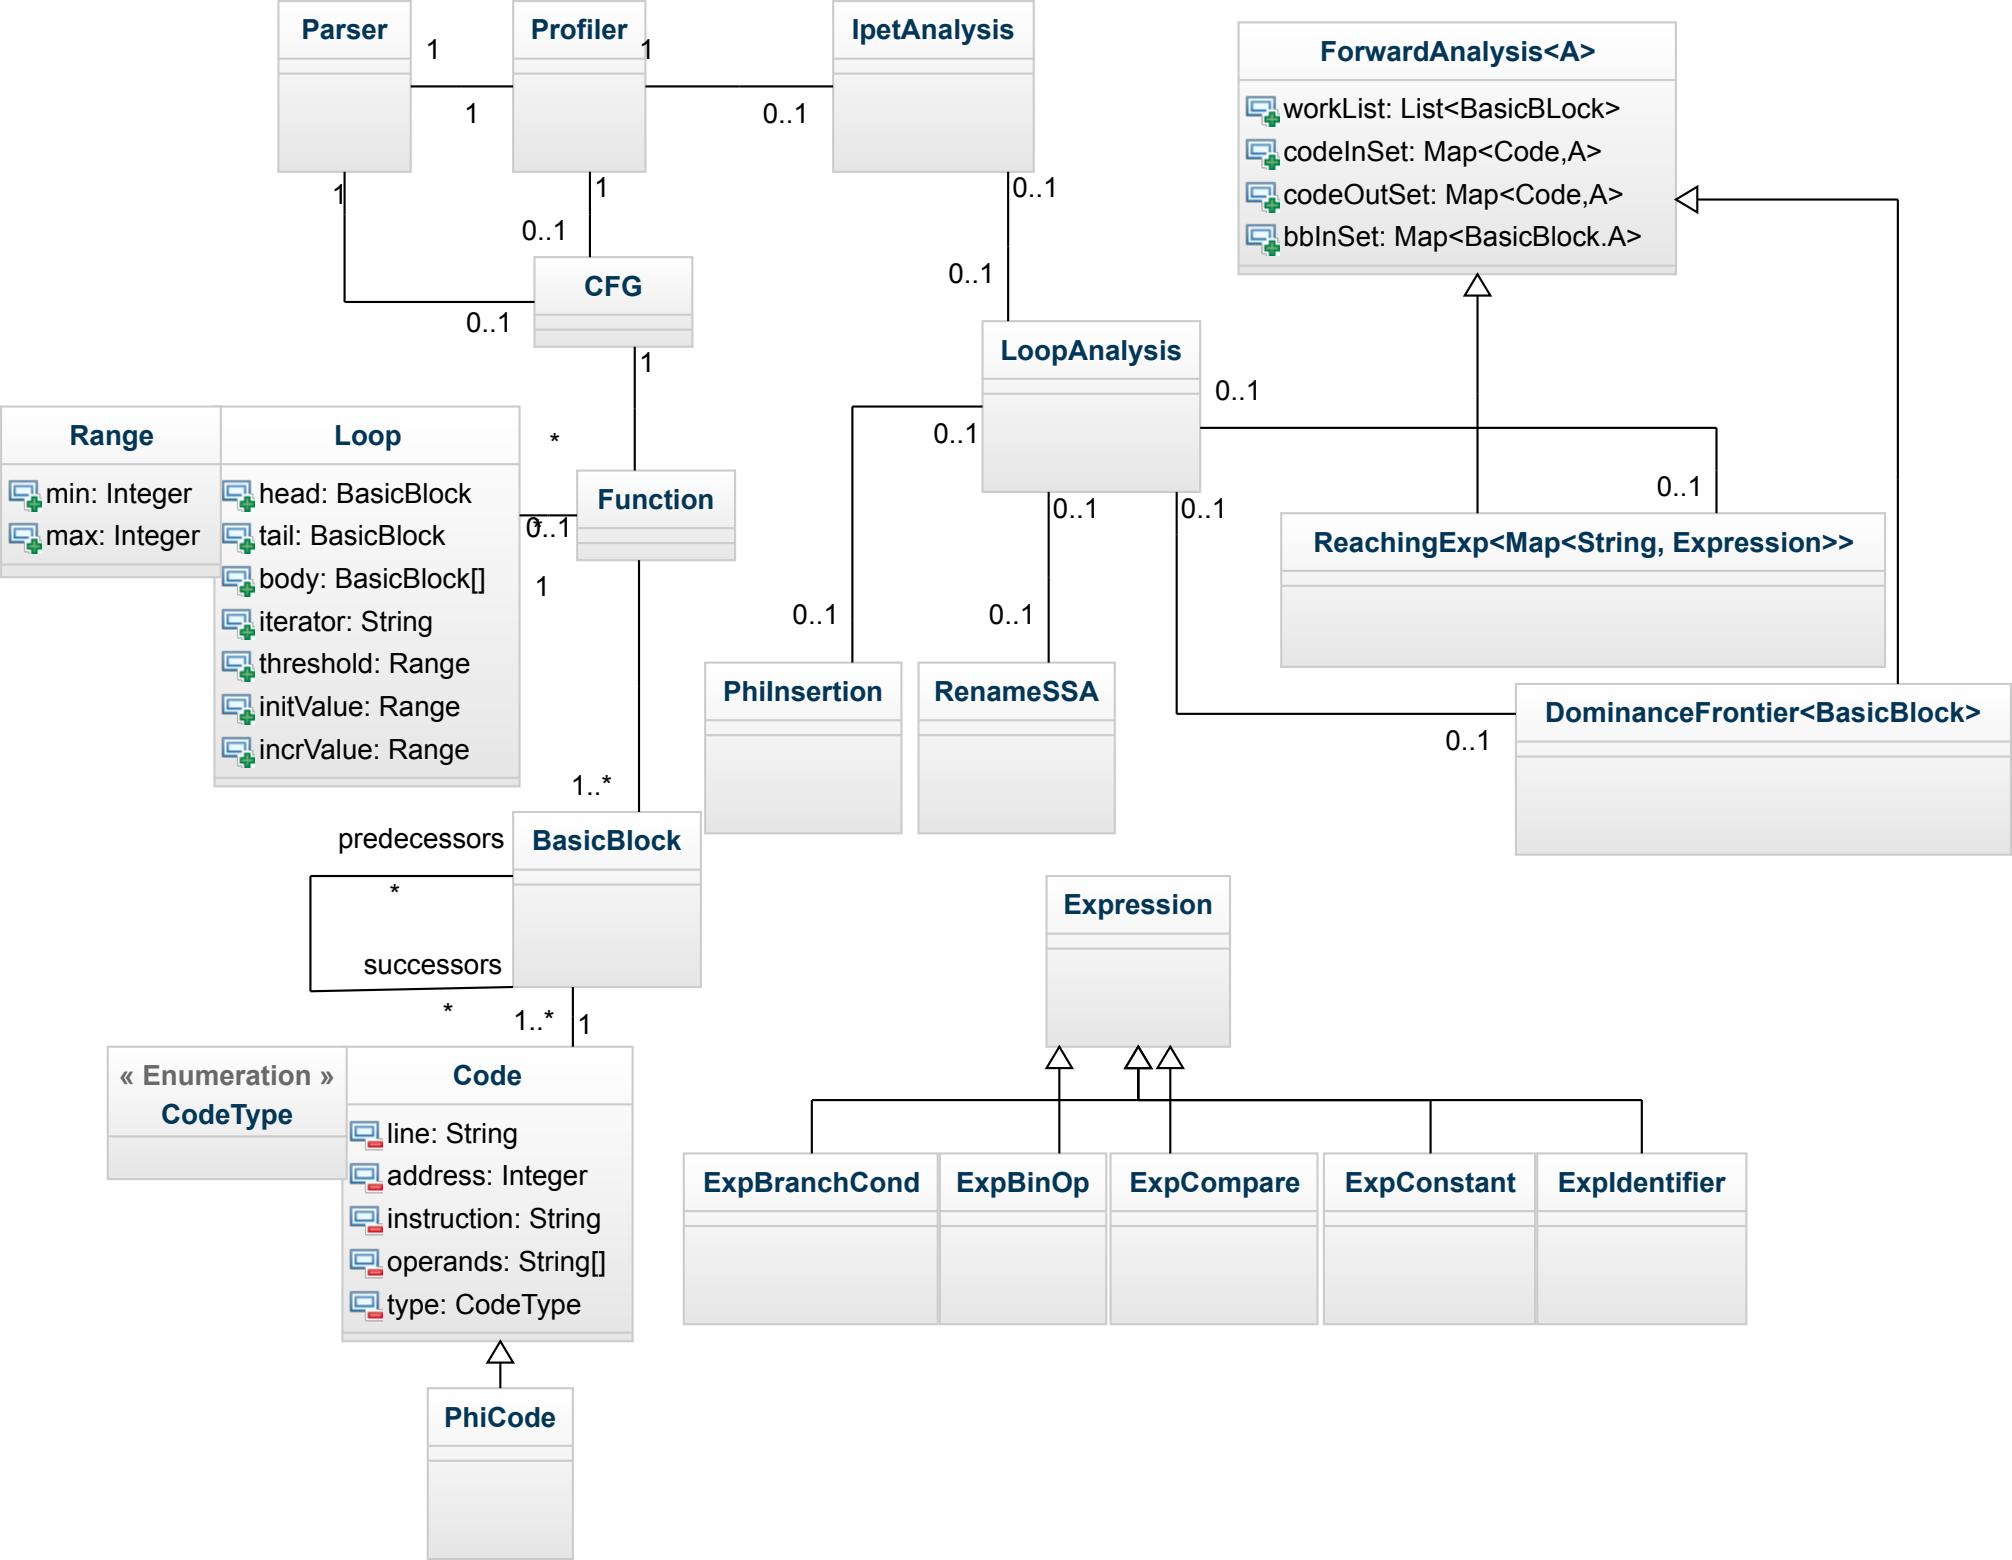 Parser
Profiler
IpetAnalysis
ForwardAnalysis<A>
workList: List<BasicBLock>
codeInSet: Map<Code,A>
codeOutSet: Map<Code,A>
bbInSet: Map<BasicBlock.A>
1
1
1
0..1
1
1
0..1
0..1
0..1
0..1
CFG
1
LoopAnalysis
0..1
0..1
0..1
0..1
0..1
Range
min: Integer
max: Integer
Loop
head: BasicBlock
tail: BasicBlock
body: BasicBlock[]
iterator: String
threshold: Range
initValue: Range
incrValue: Range
*
0..1
*
1
Function
1..*
0..1
0..1
0..1
ReachingExp<Map<String, Expression>>
PhiInsertion
RenameSSA
DominanceFrontier<BasicBlock>
predecessors
*
successors
*
BasicBlock
1..*
1
Expression
« Enumeration »
CodeType
Code
line: String
address: Integer
instruction: String
operands: String[]
type: CodeType
ExpBranchCond
ExpBinOp
ExpCompare
ExpConstant
ExpIdentifier
PhiCode